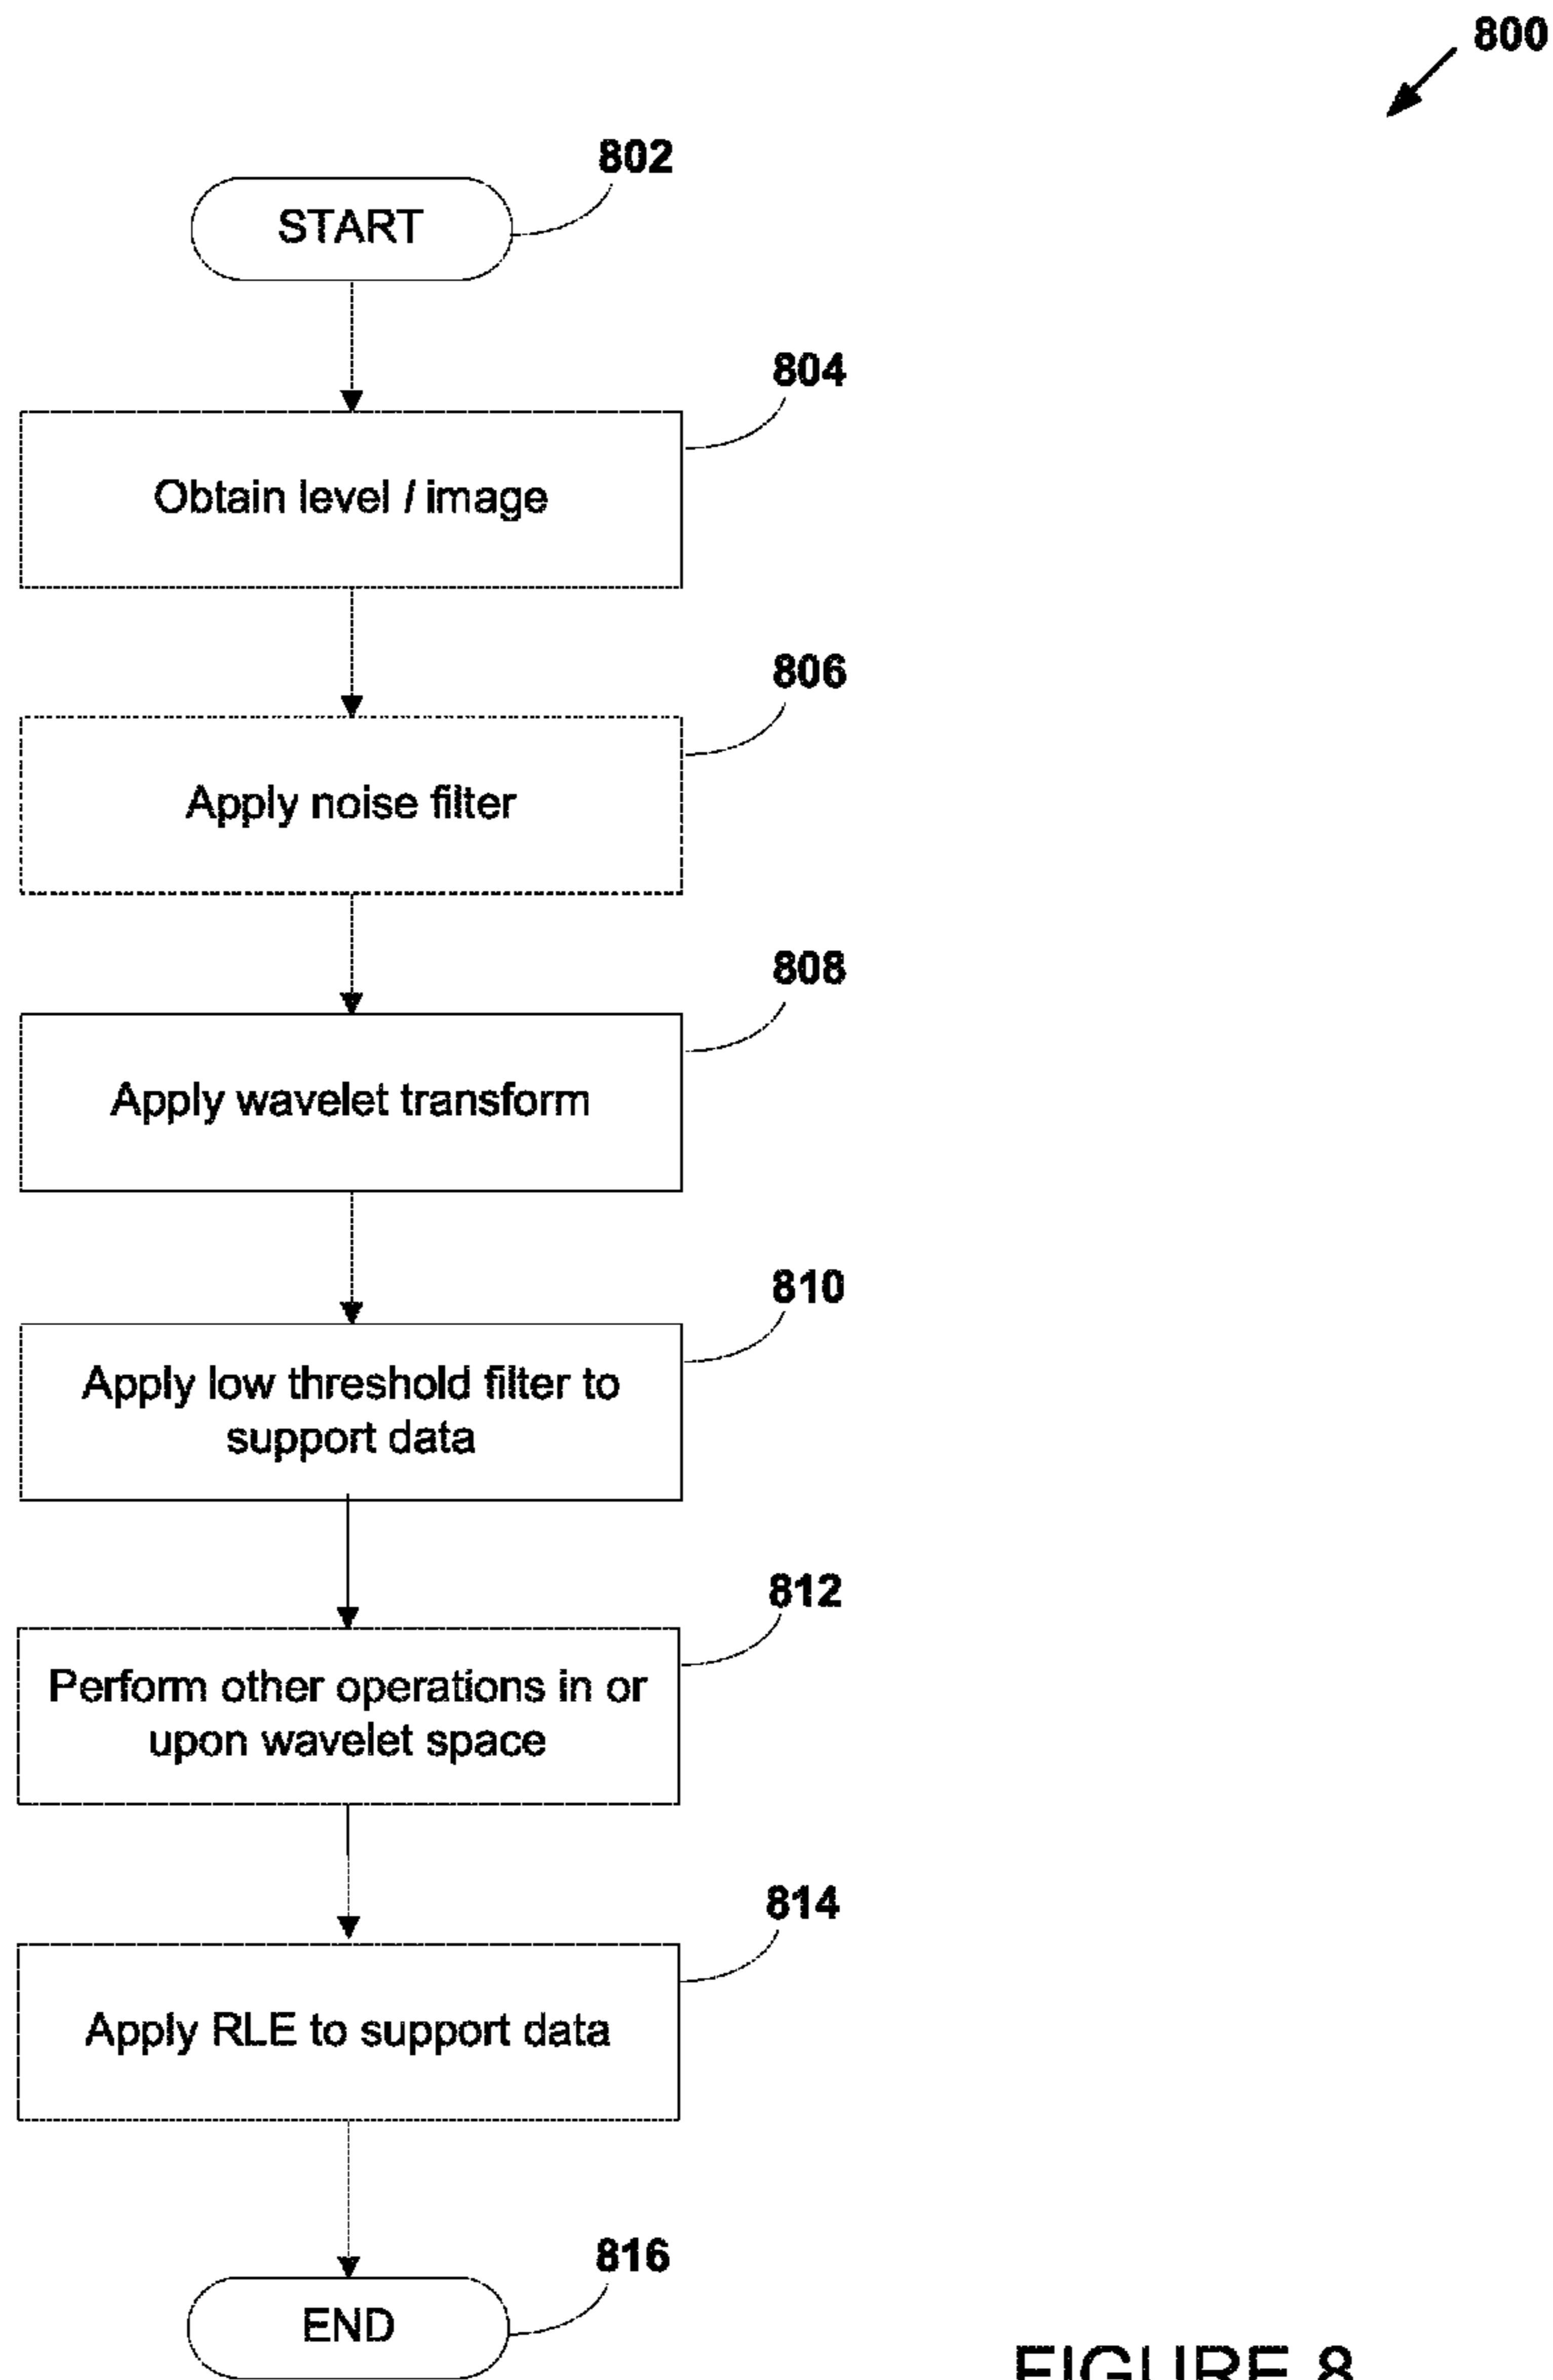 800
802
START
804
Obtain level / image
806
Apply noise filter
808
Apply wavelet transform
810
Apply low threshold filter to
support data
812
Perform other operations in or
upon wavelet space
814
Apply RLE to support data
816
END
FIGURE 8